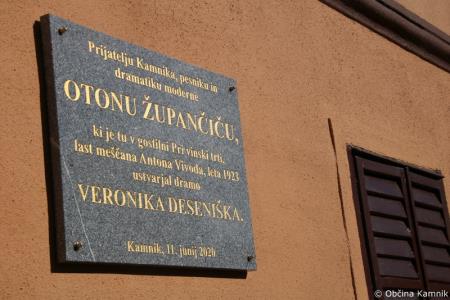 Prijatelju Kamnika, pesniku in
dramatiku moderne
OTONU ŽUPANČIČU,
ki je tu v gostilni Pri vinski trti,
last meščana Antona Vivoda, leta 1923
ustvarjal dramo
VERONIKA DESENIŠKA.
Kamnik, 11. junij 2020
© Občina Kamnik